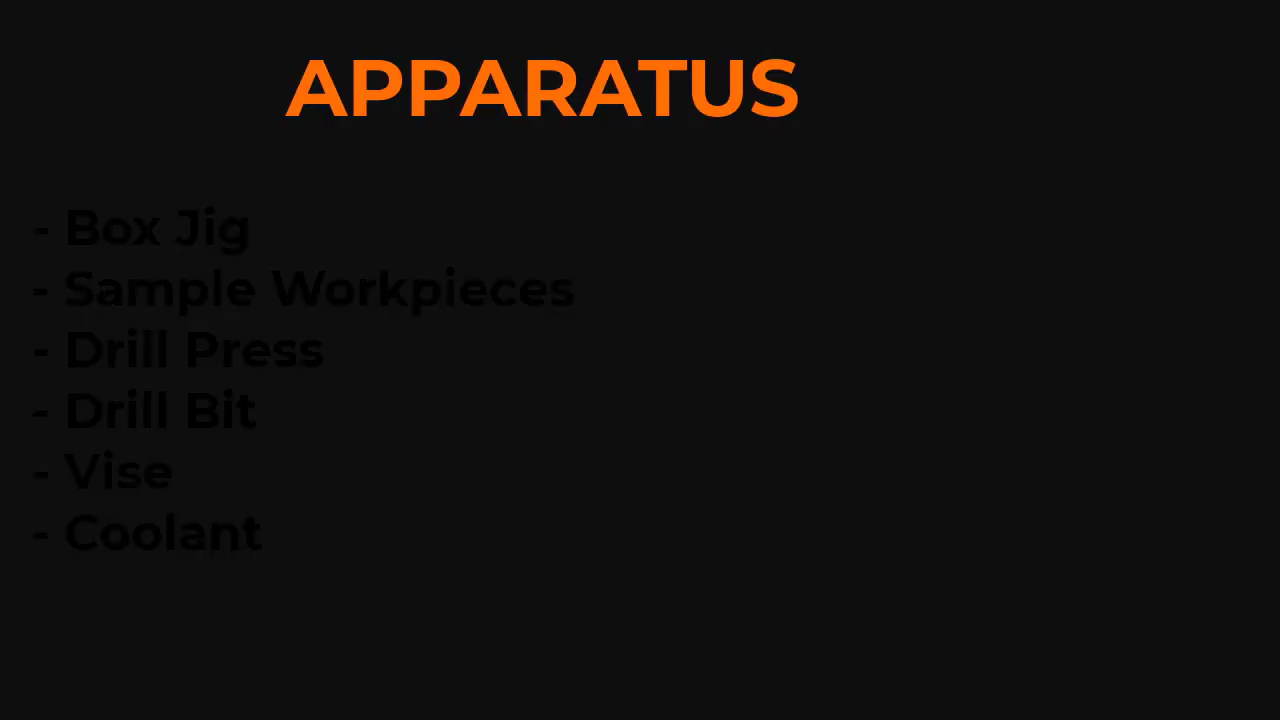 APPARATUS
- Box Jig
- Sample Workpieces
- Drill Press
- Drill Bit
- Vise
- Coolant